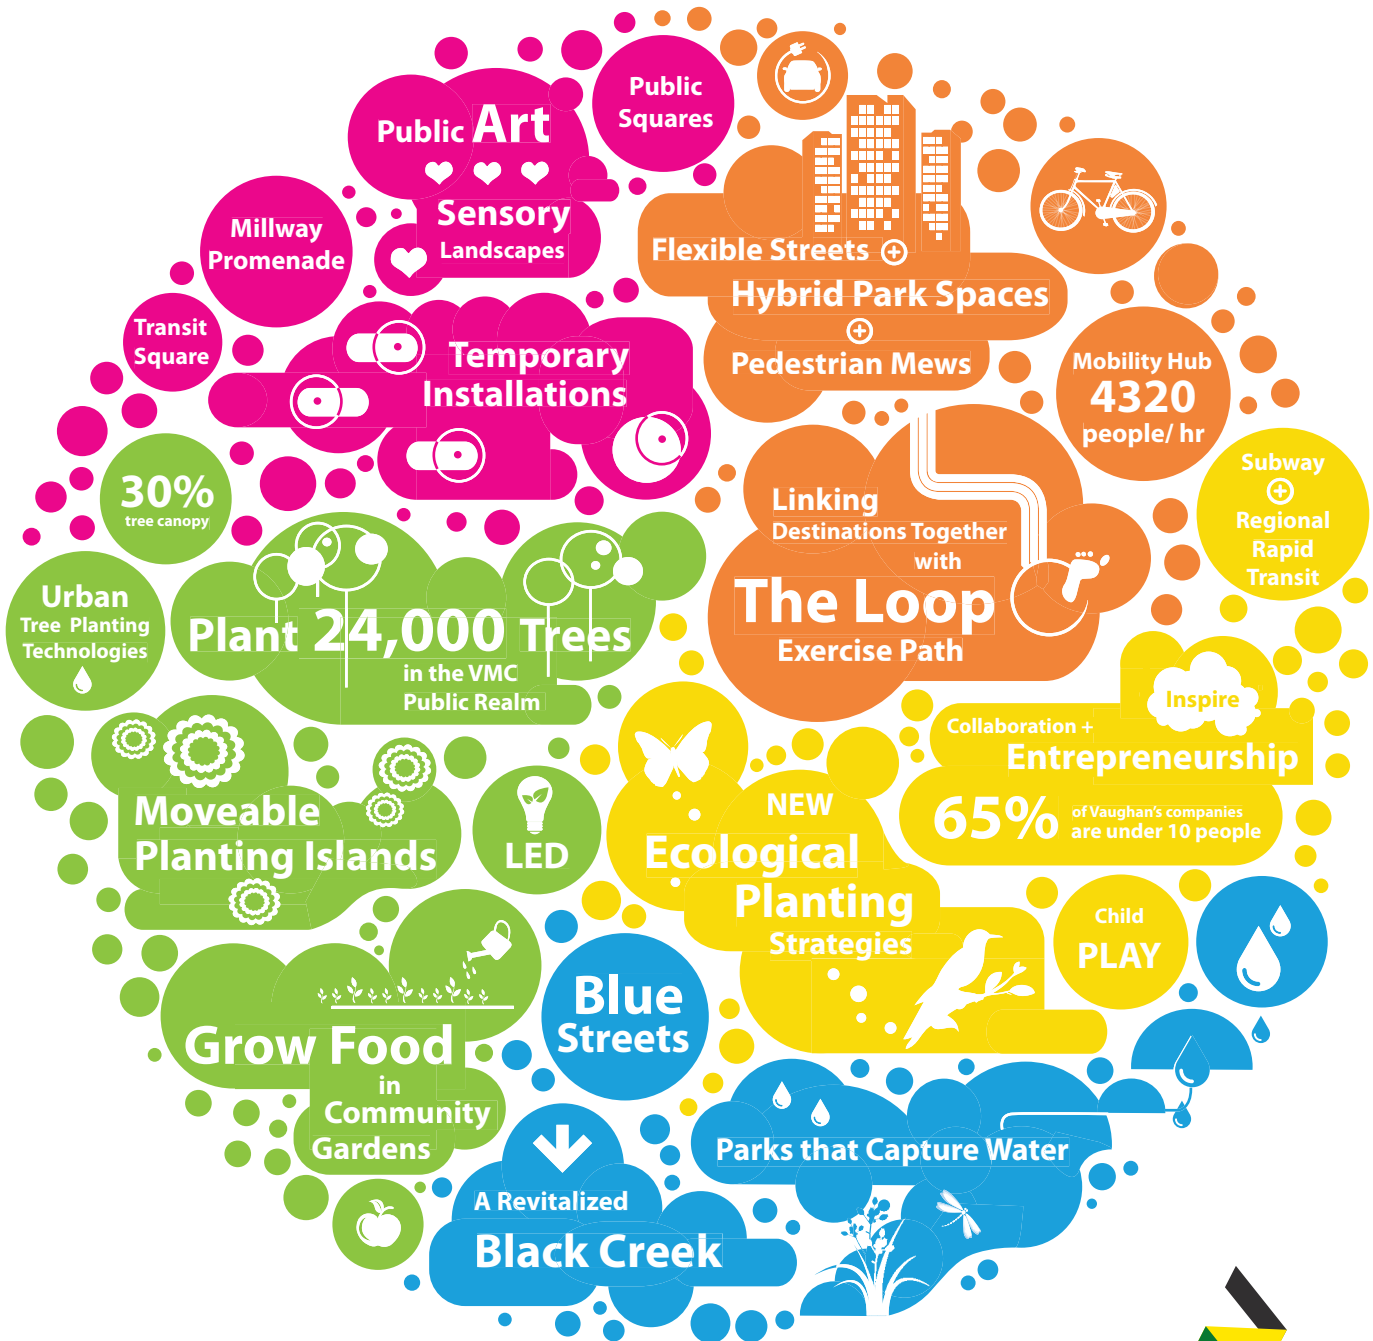 Public
Squares
Public Art
Sensory
Landscapes
Millway
Promenade
Transit
Square
Temporary
Installations
Flexible Streets
Hybrid Park Spaces
Pedestrian Mews
Mobility Hub
4320
people/ hr
Linking
Destinations Together
with
The Loop
Exercise Path
Subway
Regional
Rapid
Transit
30%
tree canopy
Urban
Tree Planting
Technologies
Plant 24,000 Trees
in the VMC
Public Realm
Moveable
Planting Islands
LED
Inspire
Collaboration +
Entrepreneurship
65% of Vaughan's companies
are under 10 people
NEW
Ecological
Planting
Strategies
Child
PLAY
Grow Food
in
Community
Gardens
Blue
Streets
Parks that Capture Water
A Revitalized
Black Creek